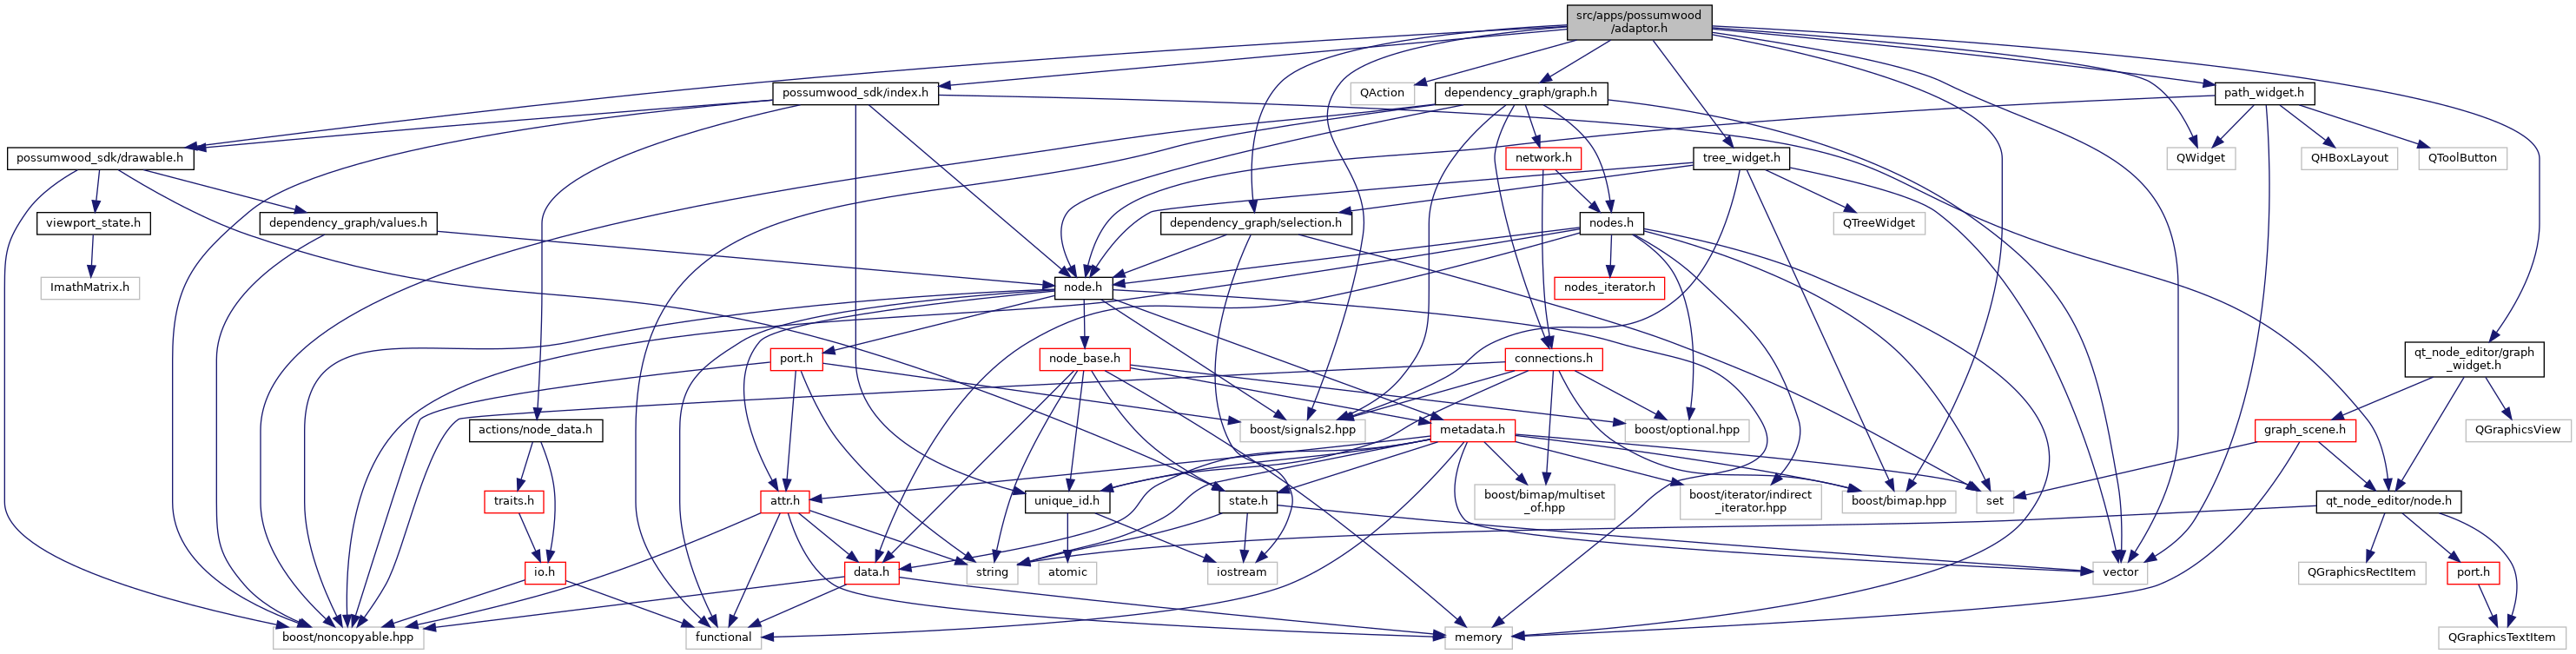 src/apps/possumwood
/adaptor.h
possumwood_sdk/index.h
QAction
dependency_graph/graph.h
path_widget.h
possumwood_sdk/drawable.h
network.h
tree_widget.h
QWidget
QHBoxLayout
QToolButton
viewport_state.h
dependency_graph/values.h
dependency_graph/selection.h
nodes.h
QTreeWidget
ImathMatrix.h
node.h
nodes_iterator.h
port.h
node_base.h
connections.h
qt_node_editor/graph
_widget.h
actions/node_data.h
boost/signals2.hpp
metadata.h
boost/optional.hpp
graph_scene.h
QGraphicsView
traits.h
attr.h
unique_id.h
state.h
boost/bimap/multiset
_of.hpp
boost/iterator/indirect
_iterator.hpp
boost/bimap.hpp
set
qt_node_editor/node.h
io.h
data.h
string
atomic
iostream
vector
QGraphicsRectItem
port.h
boost/noncopyable.hpp
functional
memory
QGraphicsTextItem